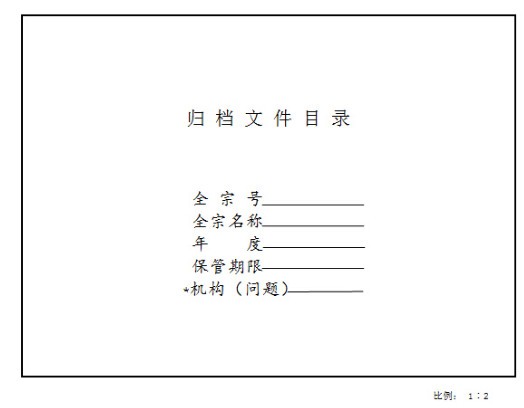 归档文件目录
全宗号
全宗名称
年 度
保管期限
*机构（问题）
比例： 1：2